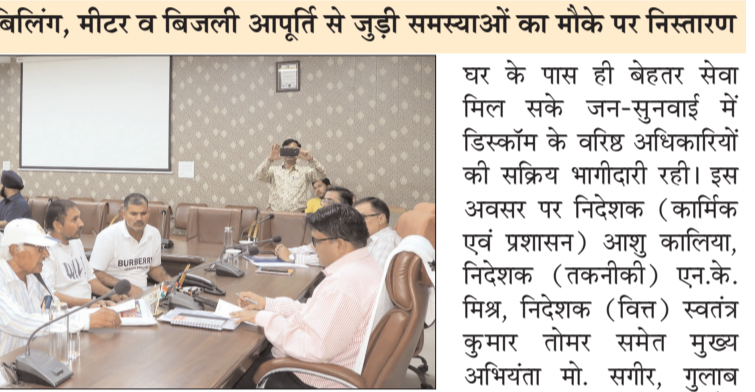 बिलिंग, मीटर व बिजली आपूर्ति से जुड़ी समस्याओं का मौके पर निस्तारण
BURBERRY
घर के पास ही बेहतर सेवा
मिल सके जन-सुनवाई में
डिस्कॉम के वरिष्ठ अधिकारियों
की सक्रिय भागीदारी रही। इस
अवसर पर निदेशक (कार्मिक
एवं प्रशासन) आशु कालिया,
निदेशक (तकनीकी) एन.के.
मिश्र, निदेशक (वित्त) स्वतंत्र
कुमार तोमर समेत मुख्य
अभियंता मो. सगीर, गुलाब